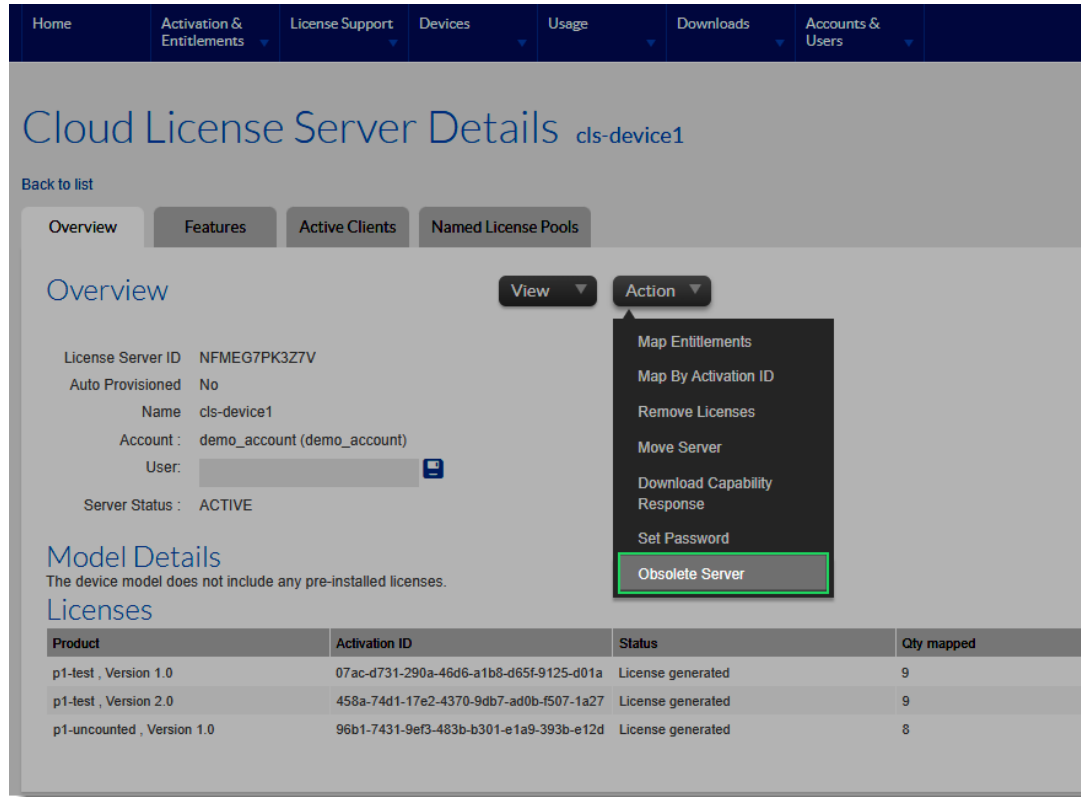 Home
Activation &
Entitlements
License Support
Devices
Usage
Downloads
Accounts &
Users
Cloud License Server Details cls-device1
Back to list
Overview
Features
Active Clients
Named License Pools
Overview
View
Action
Map Entitlements
Map By Activation ID
Remove Licenses
Move Server
Download Capability
Response
Set Password
Obsolete Server
License Server ID NFMEG7PK3Z7V
Auto Provisioned No
Name cls-device1
Account : demo_account (demo_account)
User:
Server Status : ACTIVE
Model Details
The device model does not include any pre-installed licenses.
Licenses
Product Activation ID Status Qty mapped
p1-test , Version 1.0 07ac-d731-290a-46d6-a1b8-d65f-9125-d01a License generated 9
p1-test , Version 2.0 458a-74d1-17e2-4370-9db7-ad0b-f507-1a27 License generated 9
p1-uncounted , Version 1.0 96b1-7431-9ef3-483b-b301-e1a9-393b-e12d License generated 8